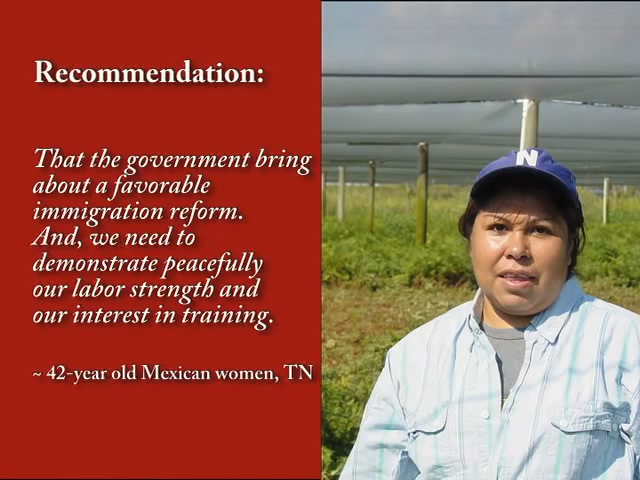 Recommendation:
That the government bring
about a favorable
immigration reform.
And, we need to
demonstrate peacefully
our labor strength and
our interest in training.
~ 42-year old Mexican women, TN
N